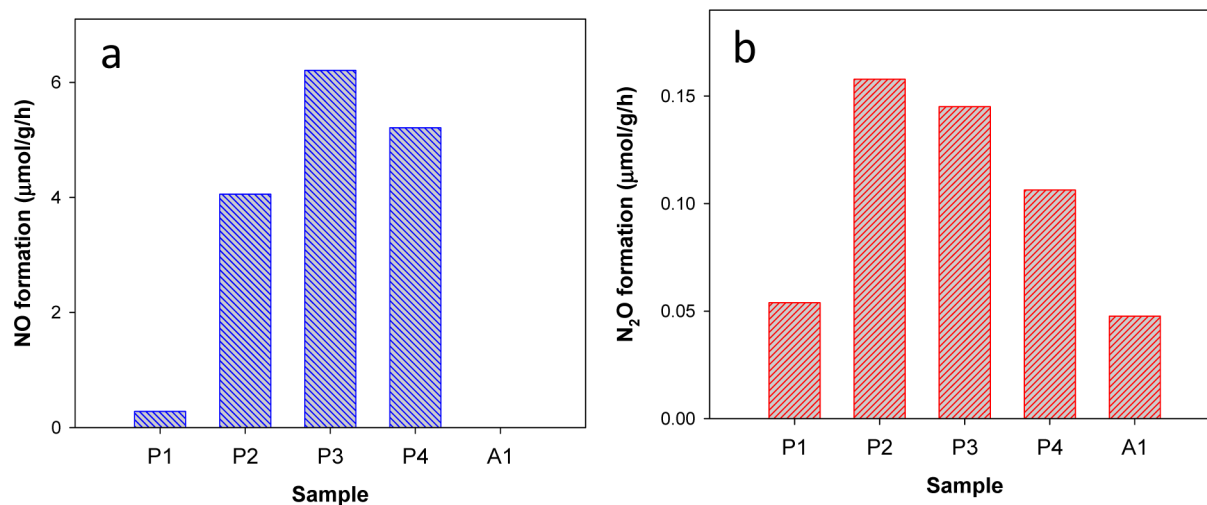 a
NO formation (μmol/g/h)
6
4
2
0
P1 P2 P3 P4 A1
Sample
b
N₂O formation (μmol/g/h)
0.15
0.10
0.05
0.00
P1 P2 P3 P4 A1
Sample